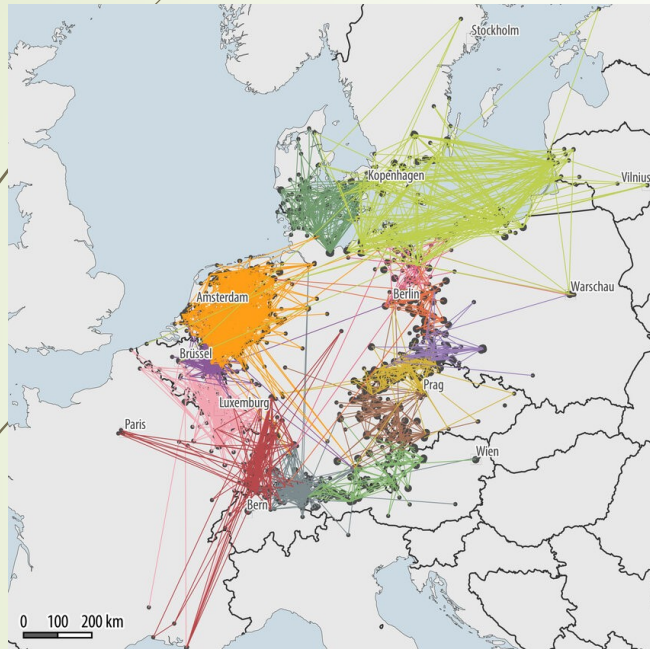 Stockholm
Kopenhagen
Vilnius
Amsterdam
Berlin
Warschau
Brüssel
Luxemburg
Prag
Paris
Wien
Bern
0 100 200 km